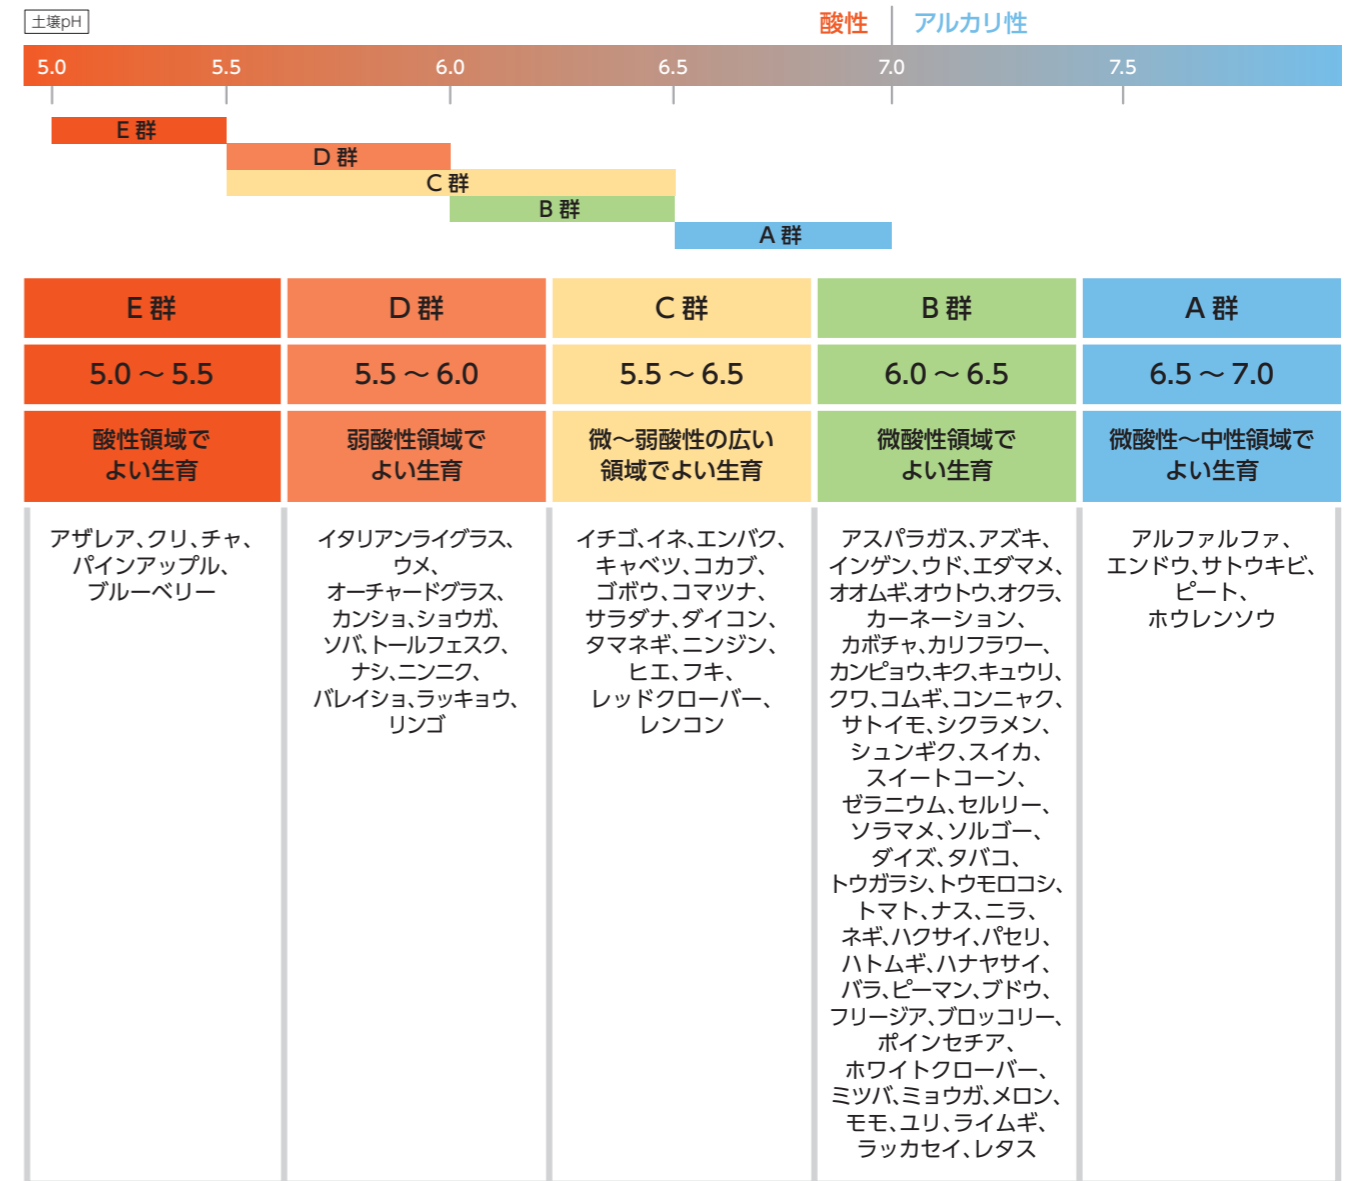 土壌pH
酸性
アルカリ性
5.0
5.5
6.0
6.5
7.0
7.5
E 群
D 群
C 群
B 群
A 群
E 群
5.0 ～ 5.5
酸性領域で
よい生育
アザレア、クリ、チャ、
パインアップル、
ブルーベリー
D 群
5.5 ～ 6.0
弱酸性領域で
よい生育
イタリアンライグラス、
ウメ、
オーチャードグラス、
カンショ、ショウガ、
ソバ、トールフェスク、
ナシ、ニンニク、
バレイショ、ラッキョウ、
リンゴ
C 群
5.5 ～ 6.5
微～弱酸性の広い
領域でよい生育
イチゴ、イネ、エンバク、
キャベツ、コカブ、
ゴボウ、コマツナ、
サラダナ、ダイコン、
タマネギ、ニンジン、
ヒエ、フキ、
レッドクローバー、
レンコン
B 群
6.0 ～ 6.5
微酸性領域で
よい生育
アスパラガス、アズキ、
インゲン、ウド、エダマメ、
オオムギ、オウトウ、オクラ、
カーネーション、
カボチャ、カリフラワー、
カンピョウ、キク、キュウリ、
クワ、コムギ、コンニャク、
サトイモ、シクラメン、
シュンギク、スイカ、
スイートコーン、
ゼラニウム、セルリー、
ソラマメ、ソルゴー、
ダイズ、タバコ、
トウガラシ、トウモロコシ、
トマト、ナス、ニラ、
ネギ、ハクサイ、パセリ、
ハトムギ、ハナヤサイ、
バラ、ピーマン、ブドウ、
フリージア、ブロッコリー、
ポインセチア、
ホワイトクローバー、
ミツバ、ミョウガ、メロン、
モモ、ユリ、ライムギ、
ラッカセイ、レタス
A 群
6.5 ～ 7.0
微酸性～中性領域で
よい生育
アルファルファ、
エンドウ、サトウキビ、
ピート、
ホウレンソウ